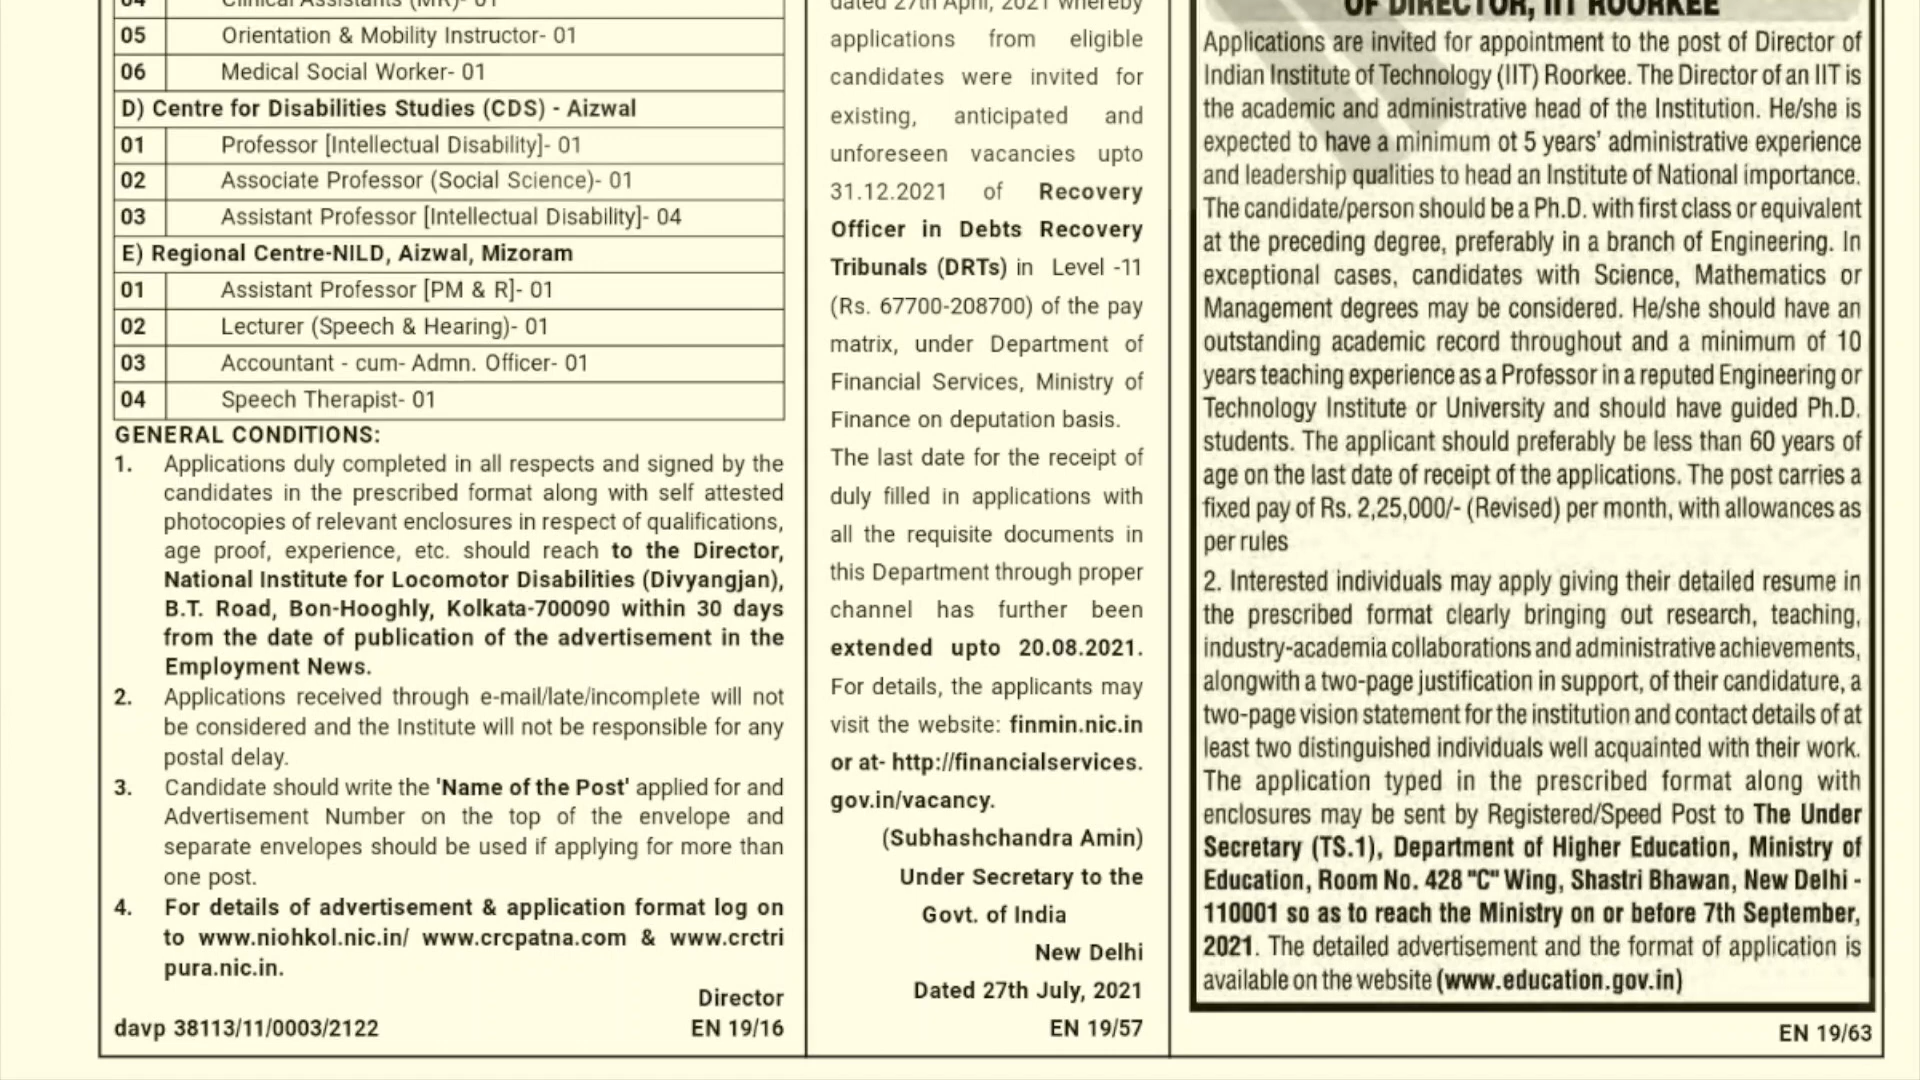 04 Clinical Assistants (MR)- 01
05 Orientation & Mobility Instructor- 01
06 Medical Social Worker- 01
D) Centre for Disabilities Studies (CDS) - Aizwal
01 Professor [Intellectual Disability]- 01
02 Associate Professor (Social Science)- 01
03 Assistant Professor [Intellectual Disability]- 04
E) Regional Centre-NILD, Aizwal, Mizoram
01 Assistant Professor [PM & R]- 01
02 Lecturer (Speech & Hearing)- 01
03 Accountant - cum- Admn. Officer- 01
04 Speech Therapist- 01
GENERAL CONDITIONS:
1. Applications duly completed in all respects and signed by the
candidates in the prescribed format along with self attested
photocopies of relevant enclosures in respect of qualifications,
age proof, experience, etc. should reach to the Director,
National Institute for Locomotor Disabilities (Divyangjan),
B.T. Road, Bon-Hooghly, Kolkata-700090 within 30 days
from the date of publication of the advertisement in the
Employment News.
2. Applications received through e-mail/late/incomplete will not
be considered and the Institute will not be responsible for any
postal delay.
3. Candidate should write the 'Name of the Post' applied for and
Advertisement Number on the top of the envelope and
separate envelopes should be used if applying for more than
one post.
4. For details of advertisement & application format log on
to www.niohkol.nic.in/ www.crcpatna.com & www.crctri
pura.nic.in.
Director
davp 38113/11/0003/2122 EN 19/16
dated 27th April, 2021 whereby
applications from eligible
candidates were invited for
existing, anticipated and
unforeseen vacancies upto
31.12.2021 of Recovery
Officer in Debts Recovery
Tribunals (DRTs) in Level -11
(Rs. 67700-208700) of the pay
matrix, under Department of
Financial Services, Ministry of
Finance on deputation basis.
The last date for the receipt of
duly filled in applications with
all the requisite documents in
this Department through proper
channel has further been
extended upto 20.08.2021.
For details, the applicants may
visit the website: finmin.nic.in
or at- http://financialservices.
gov.in/vacancy.
(Subhashchandra Amin)
Under Secretary to the
Govt. of India
New Delhi
Dated 27th July, 2021
EN 19/57
OF DIRECTOR, IIT ROORKEE
Applications are invited for appointment to the post of Director of
Indian Institute of Technology (IIT) Roorkee. The Director of an IIT is
the academic and administrative head of the Institution. He/she is
expected to have a minimum ot 5 years' administrative experience
and leadership qualities to head an Institute of National importance.
The candidate/person should be a Ph.D. with first class or equivalent
at the preceding degree, preferably in a branch of Engineering. In
exceptional cases, candidates with Science, Mathematics or
Management degrees may be considered. He/she should have an
outstanding academic record throughout and a minimum of 10
years teaching experience as a Professor in a reputed Engineering or
Technology Institute or University and should have guided Ph.D.
students. The applicant should preferably be less than 60 years of
age on the last date of receipt of the applications. The post carries a
fixed pay of Rs. 2,25,000/- (Revised) per month, with allowances as
per rules
2. Interested individuals may apply giving their detailed resume in
the prescribed format clearly bringing out research, teaching,
industry-academia collaborations and administrative achievements,
alongwith a two-page justification in support, of their candidature, a
two-page vision statement for the institution and contact details of at
least two distinguished individuals well acquainted with their work.
The application typed in the prescribed format along with
enclosures may be sent by Registered/Speed Post to The Under
Secretary (TS.1), Department of Higher Education, Ministry of
Education, Room No. 428 "C" Wing, Shastri Bhawan, New Delhi -
110001 so as to reach the Ministry on or before 7th September,
2021. The detailed advertisement and the format of application is
available on the website (www.education.gov.in)
EN 19/63